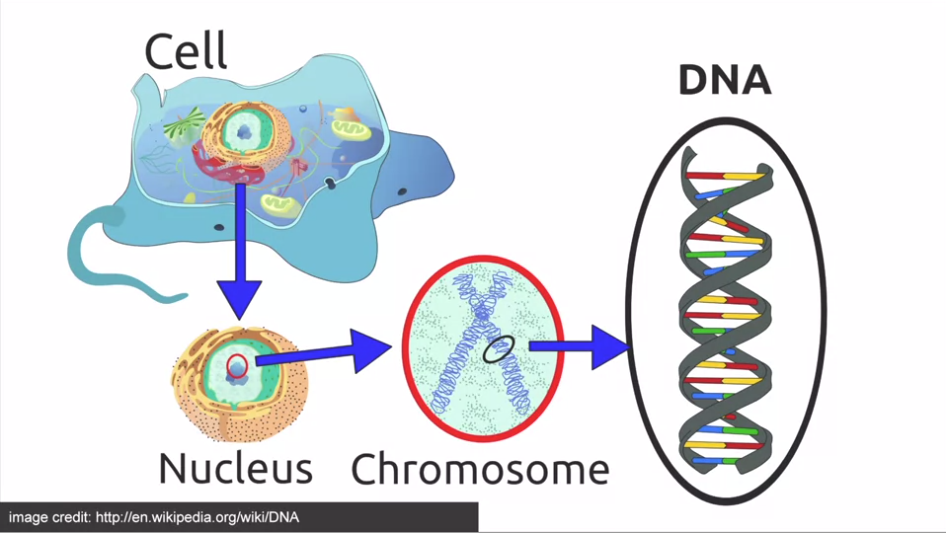 Cell
DNA
Nucleus
Chromosome
image credit: http://en.wikipedia.org/wiki/DNA